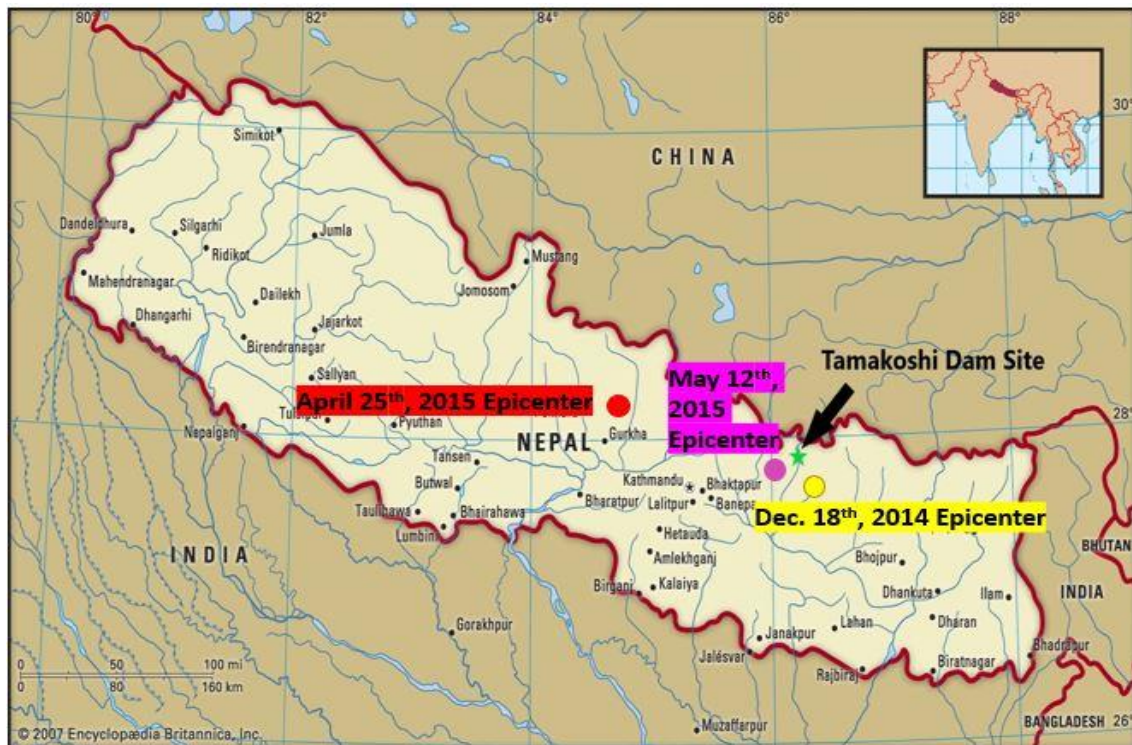 80°
82°
84°
86°
88°
30°
Simikot
CHINA
Dandeldhura
Silgarhi
Jumla
Ridikot
Mustang
Mahendranagar
Jomosom
Dailekh
Dhangarhi
Jajarkot
Birendranagar
Tamakoshi Dam Site
Sallyan
May 12th,
2015
Epicenter
April 25th, 2015 Epicenter
Pyuthan
Nepalganj
NEPAL
Gurkha
28°
Tansen
Kathmandu
Bhaktapur
Butwal
Bharatpur
Lalitpur
Banepa
Taulihawa
Bhairahawa
Dec. 18th, 2014 Epicenter
Lumbini
Hetauda
INDIA
Amlekhganj
Bhojpur
BHUTAN
Birganj
Kalaiya
Dhankuta
Ilam
INDIA
Gorakhpur
Lahan
Dharan
Janakpur
Jalésvar
Bhadrapur
Rajbiraj
Biratnagar
0 50 100 mi
0 80 160 km
Muzaffarpur
BANGLADESH
26°
© 2007 Encyclopædia Britannica, Inc.